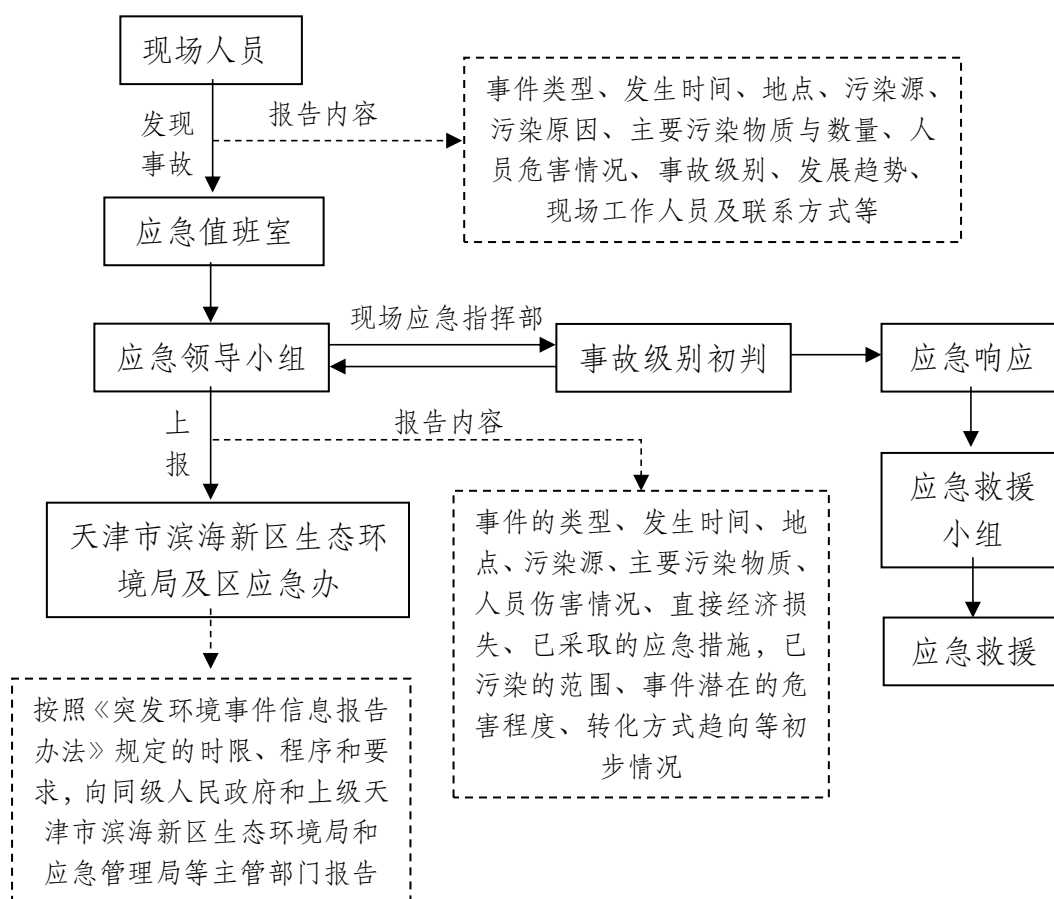 现场人员
发现
事故
报告内容
事件类型、发生时间、地点、污染源、
污染原因、主要污染物质与数量、人
员危害情况、事故级别、发展趋势、
现场工作人员及联系方式等
应急值班室
应急领导小组
现场应急指挥部
事故级别初判
应急响应
上
报
报告内容
应急救援
小组
天津市滨海新区生态环
境局及区应急办
事件的类型、发生时间、地
点、污染源、主要污染物质、
人员伤害情况、直接经济损
失、已采取的应急措施，已
污染的范围、事件潜在的危
害程度、转化方式趋向等初
步情况
应急救援
按照《突发环境事件信息报告
办法》规定的时限、程序和要
求，向同级人民政府和上级天
津市滨海新区生态环境局和
应急管理局等主管部门报告